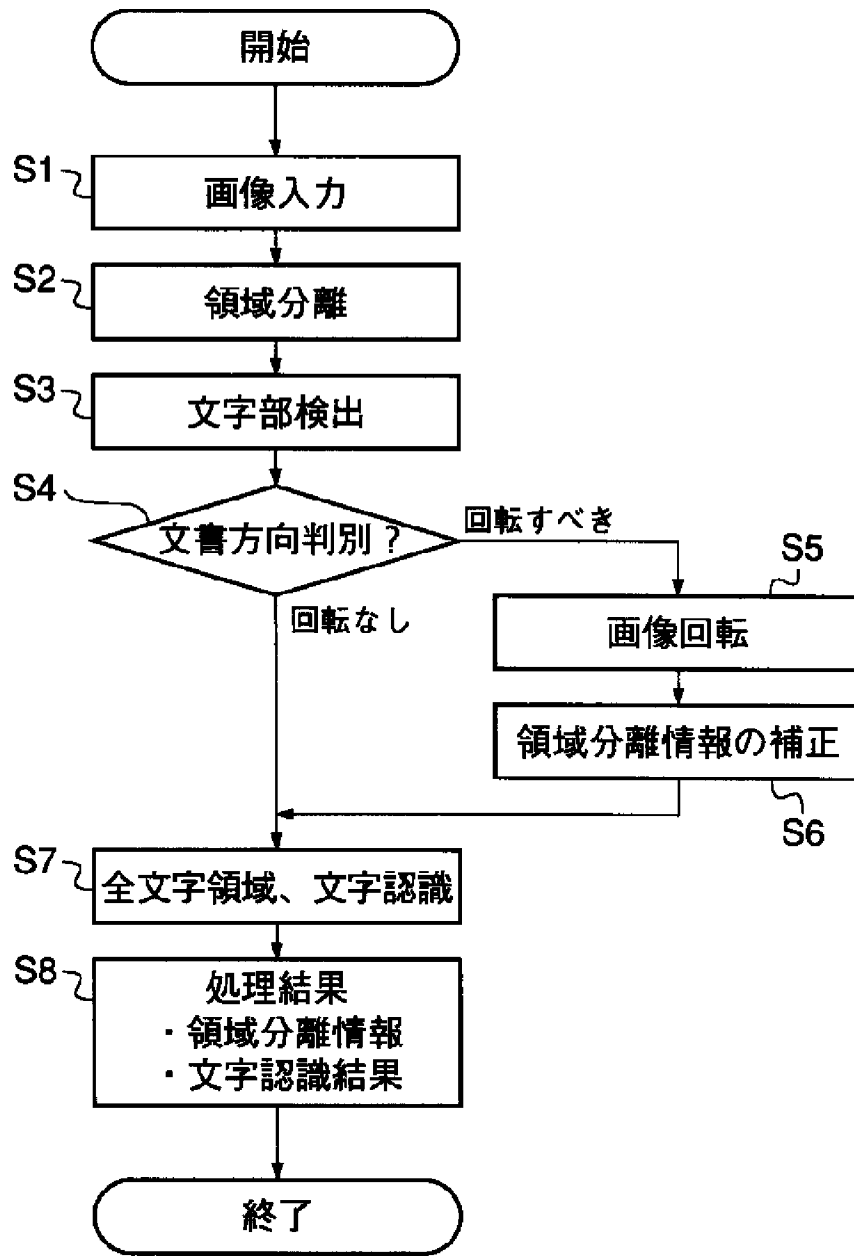 開始
S1
画像入力
S2
領域分離
S3
文字部検出
S4
文書方向判別？
回転すべき
回転なし
S5
画像回転
領域分離情報の補正
S6
S7
全文字領域、文字認識
S8
処理結果
・領域分離情報
・文字認識結果
終了